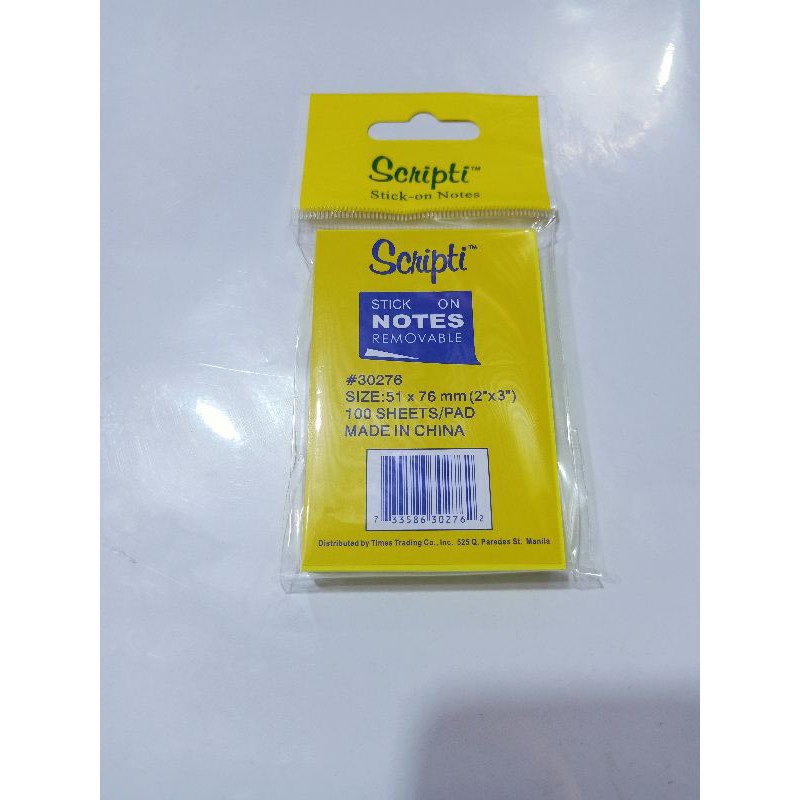 Scripti™
Stick-on Notes
Scripti™
STICK ON
NOTES
REMOVABLE
#30276
SIZE:51 x 76 mm (2"x3")
100 SHEETS/PAD
MADE IN CHINA
7 33586 30276 2
Distributed by Times Trading Co., Inc. 525 Q. Paredes St. Manila